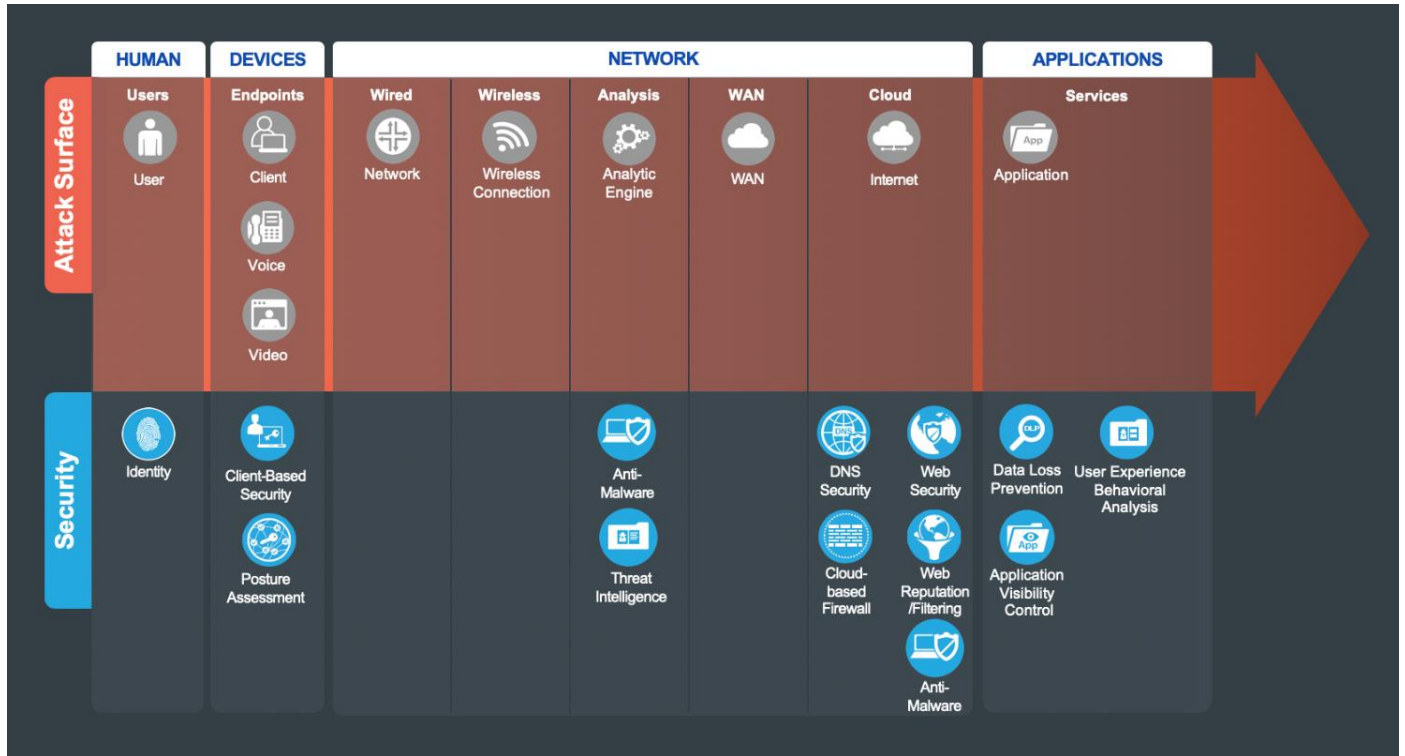 HUMAN
DEVICES
NETWORK
APPLICATIONS
Attack Surface
Users
Endpoints
Wired
Wireless
Analysis
WAN
Cloud
Services
User
Client
Voice
Video
Network
Wireless
Connection
Analytic
Engine
WAN
Internet
App
Application
Security
Identity
Client-Based
Security
Posture
Assessment
Anti-
Malware
Threat
Intelligence
DNS
DNS
Security
Web
Security
Cloud-
based
Firewall
Web
Reputation
/Filtering
Anti-
Malware
DLP
Data Loss
Prevention
User Experience
Behavioral
Analysis
App
Application
Visibility
Control